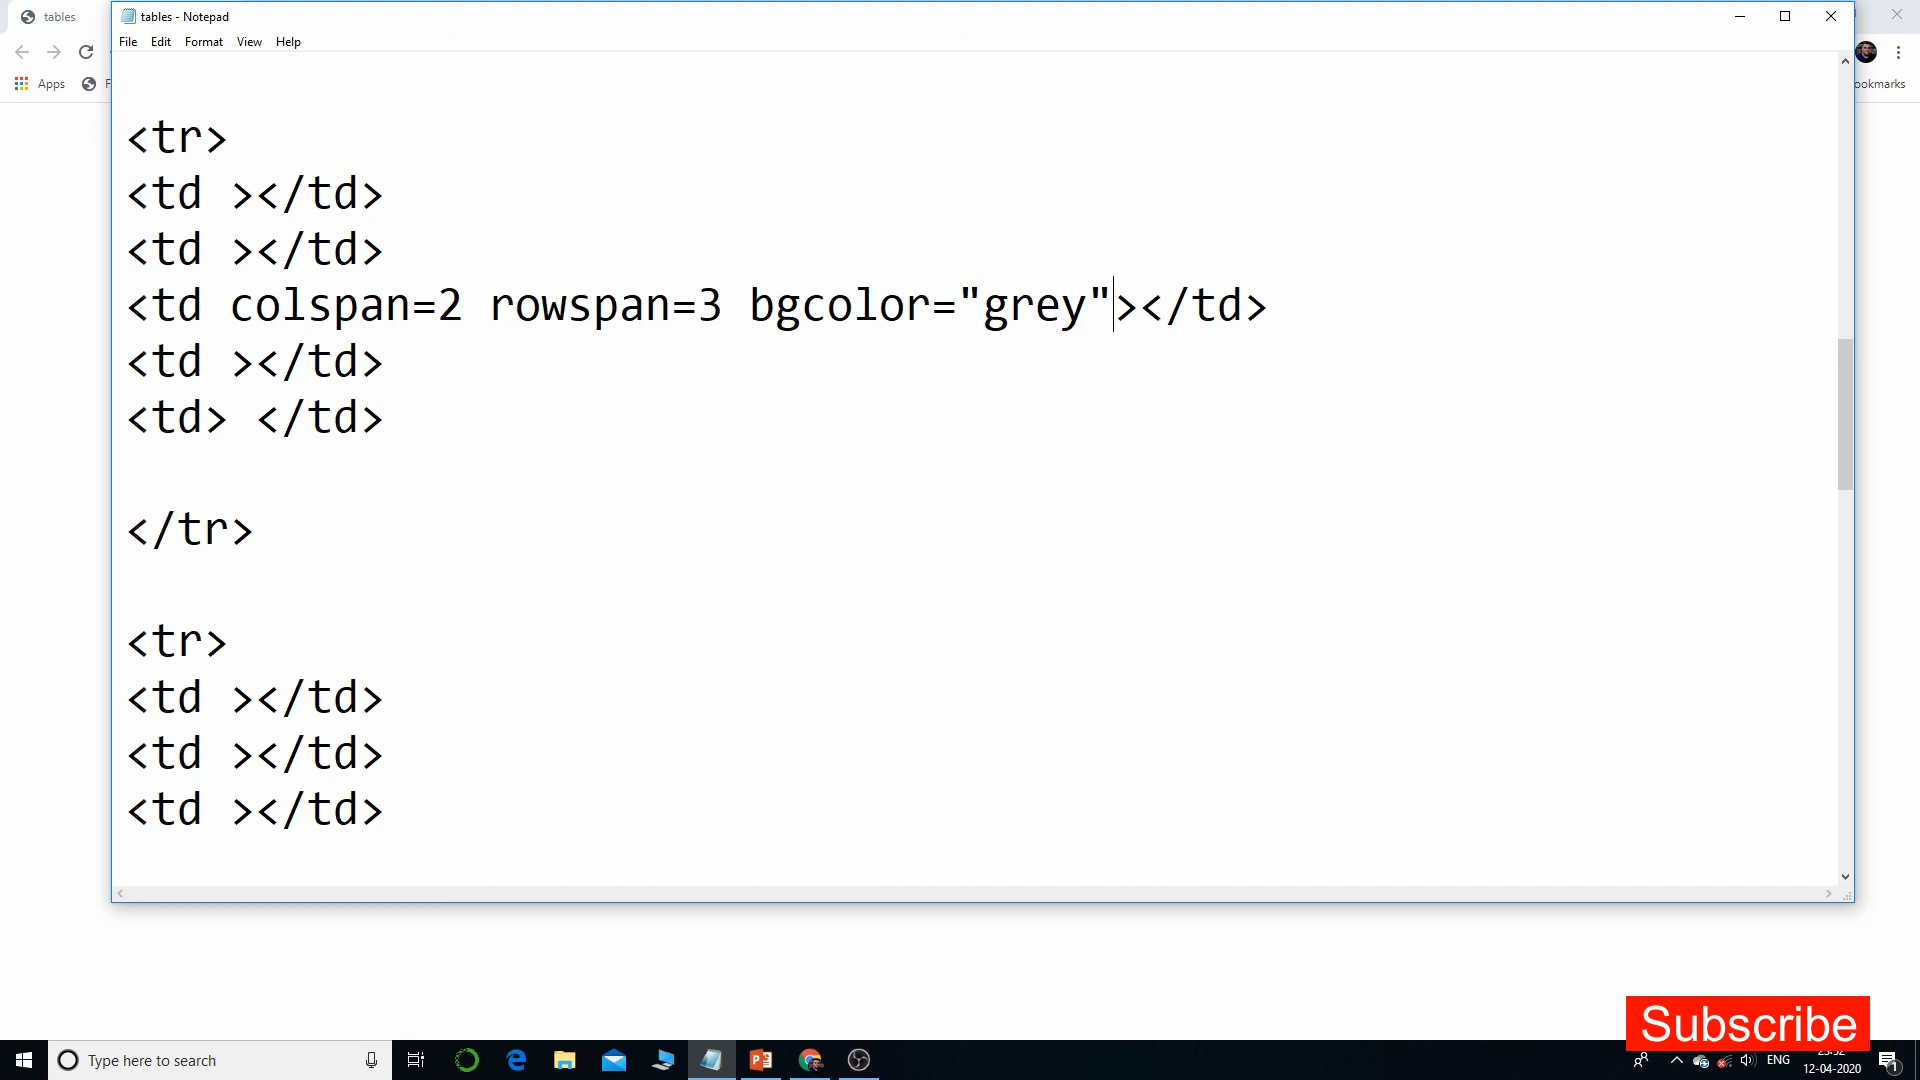 tables
tables - Notepad
File Edit Format View Help
Apps
ookmarks
<tr>
<td ></td>
<td ></td>
<td colspan=2 rowspan=3 bgcolor="grey"></td>
<td ></td>
<td> </td>
</tr>
<tr>
<td ></td>
<td ></td>
<td ></td>
Subscribe
Type here to search
ENG
12-04-2020
1